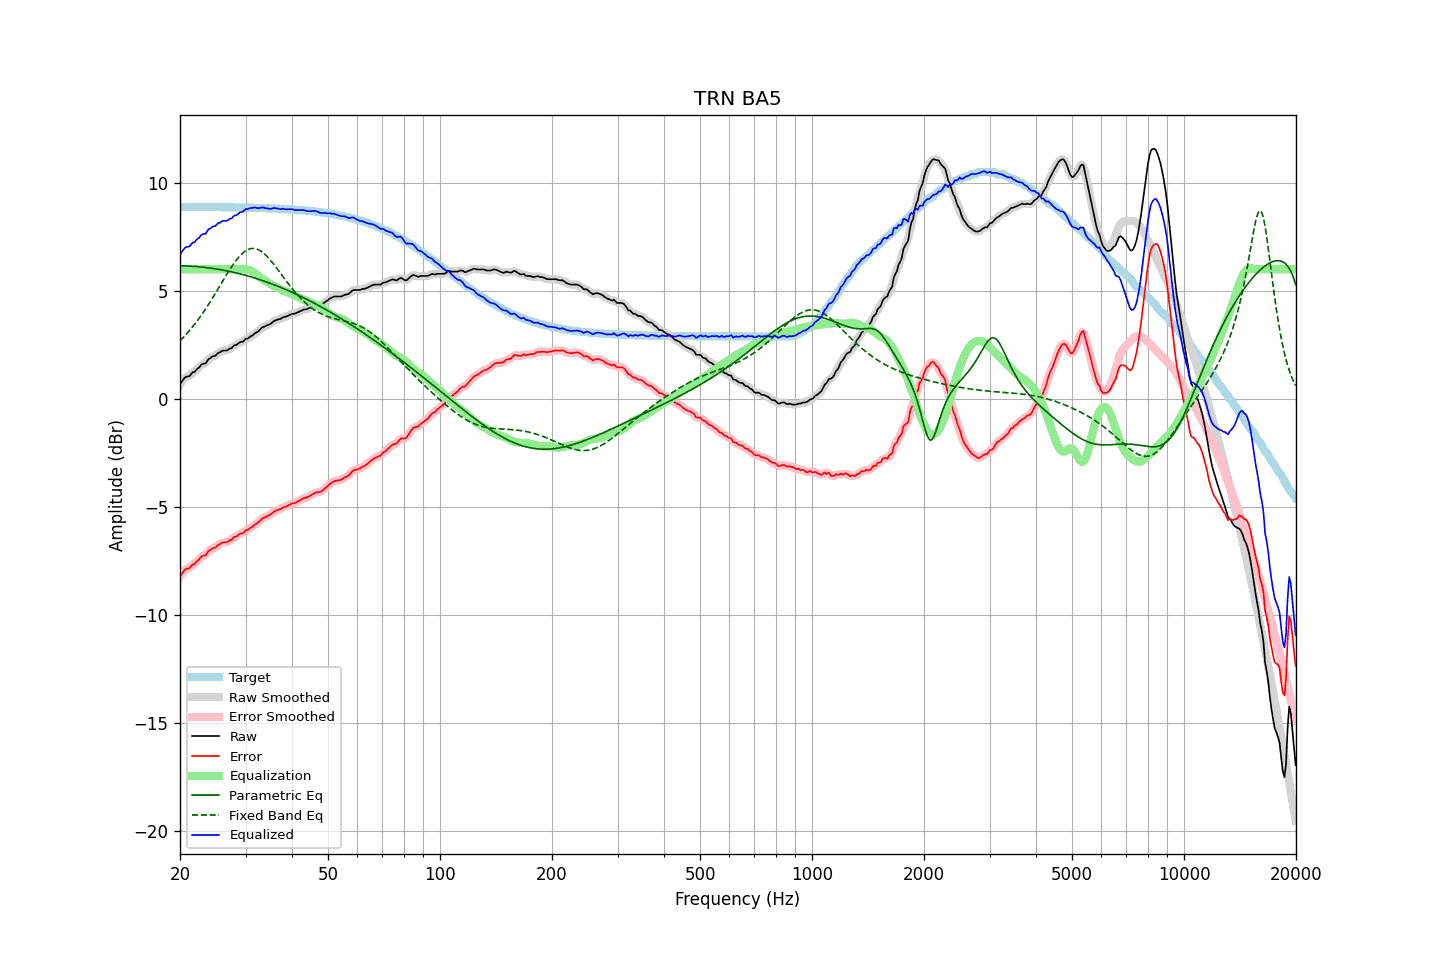 TRN BA5
Amplitude (dBr)
10
5
0
−5
−10
−15
−20
Target
Raw Smoothed
Error Smoothed
Raw
Error
Equalization
Parametric Eq
Fixed Band Eq
Equalized
20 50 100 200 500 1000 2000 5000 10000 20000
Frequency (Hz)